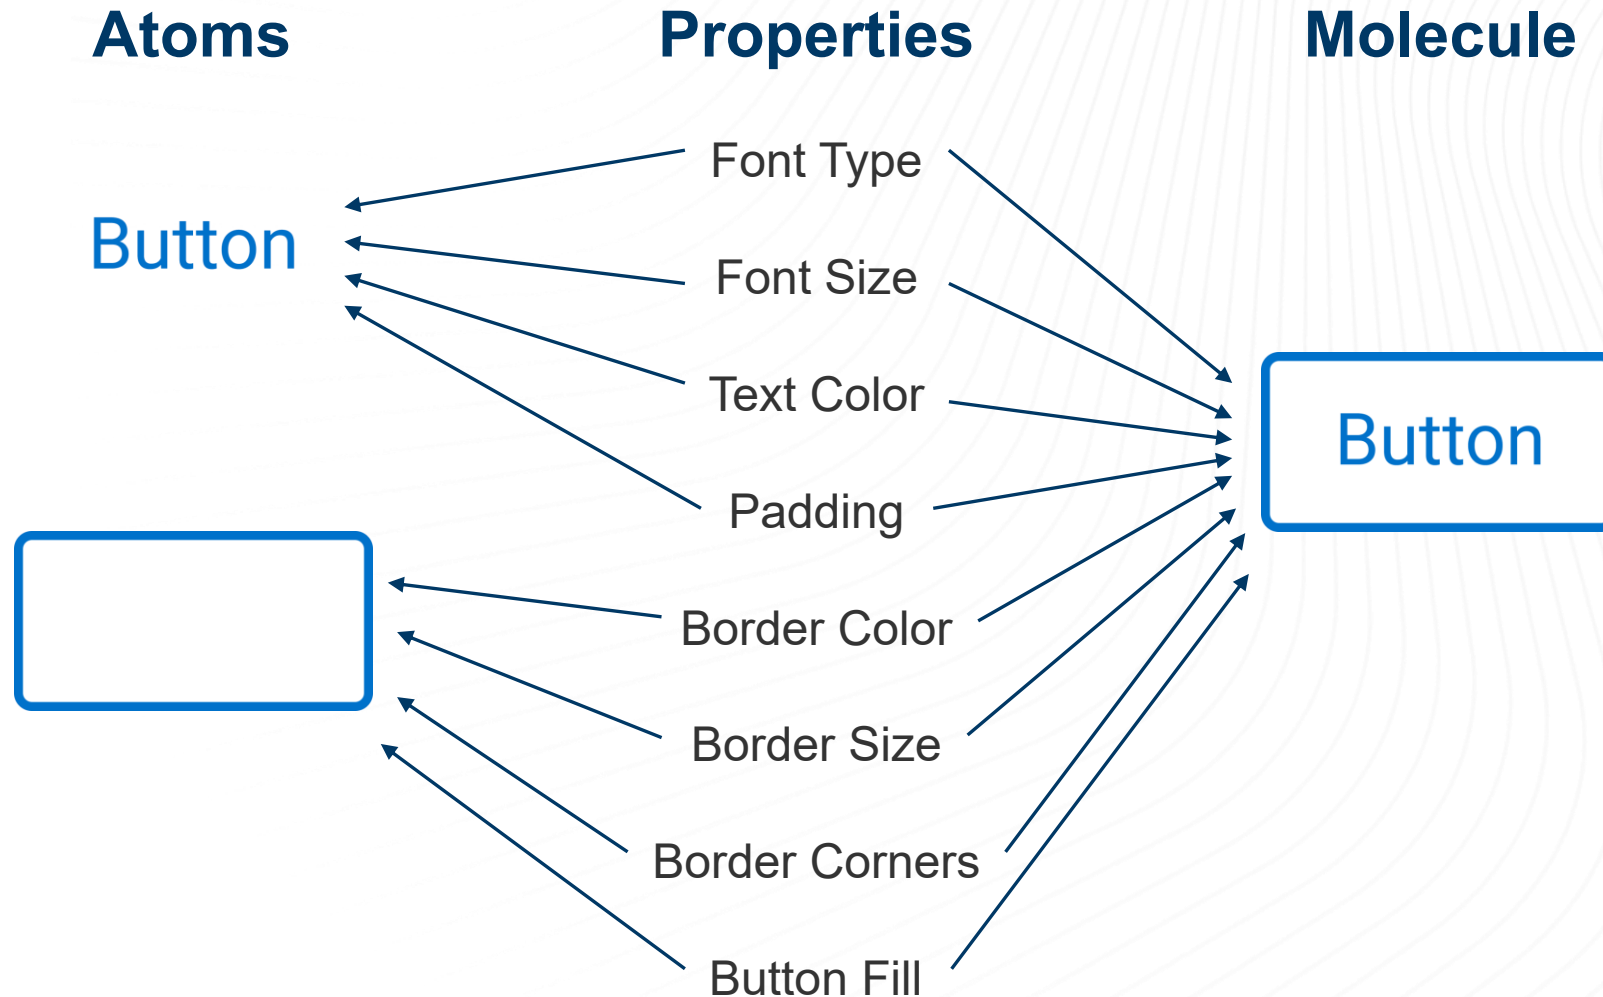 Atoms Properties Molecule
Font Type
Button
Font Size
Text Color
Button
Padding
Border Color
Border Size
Border Corners
Button Fill